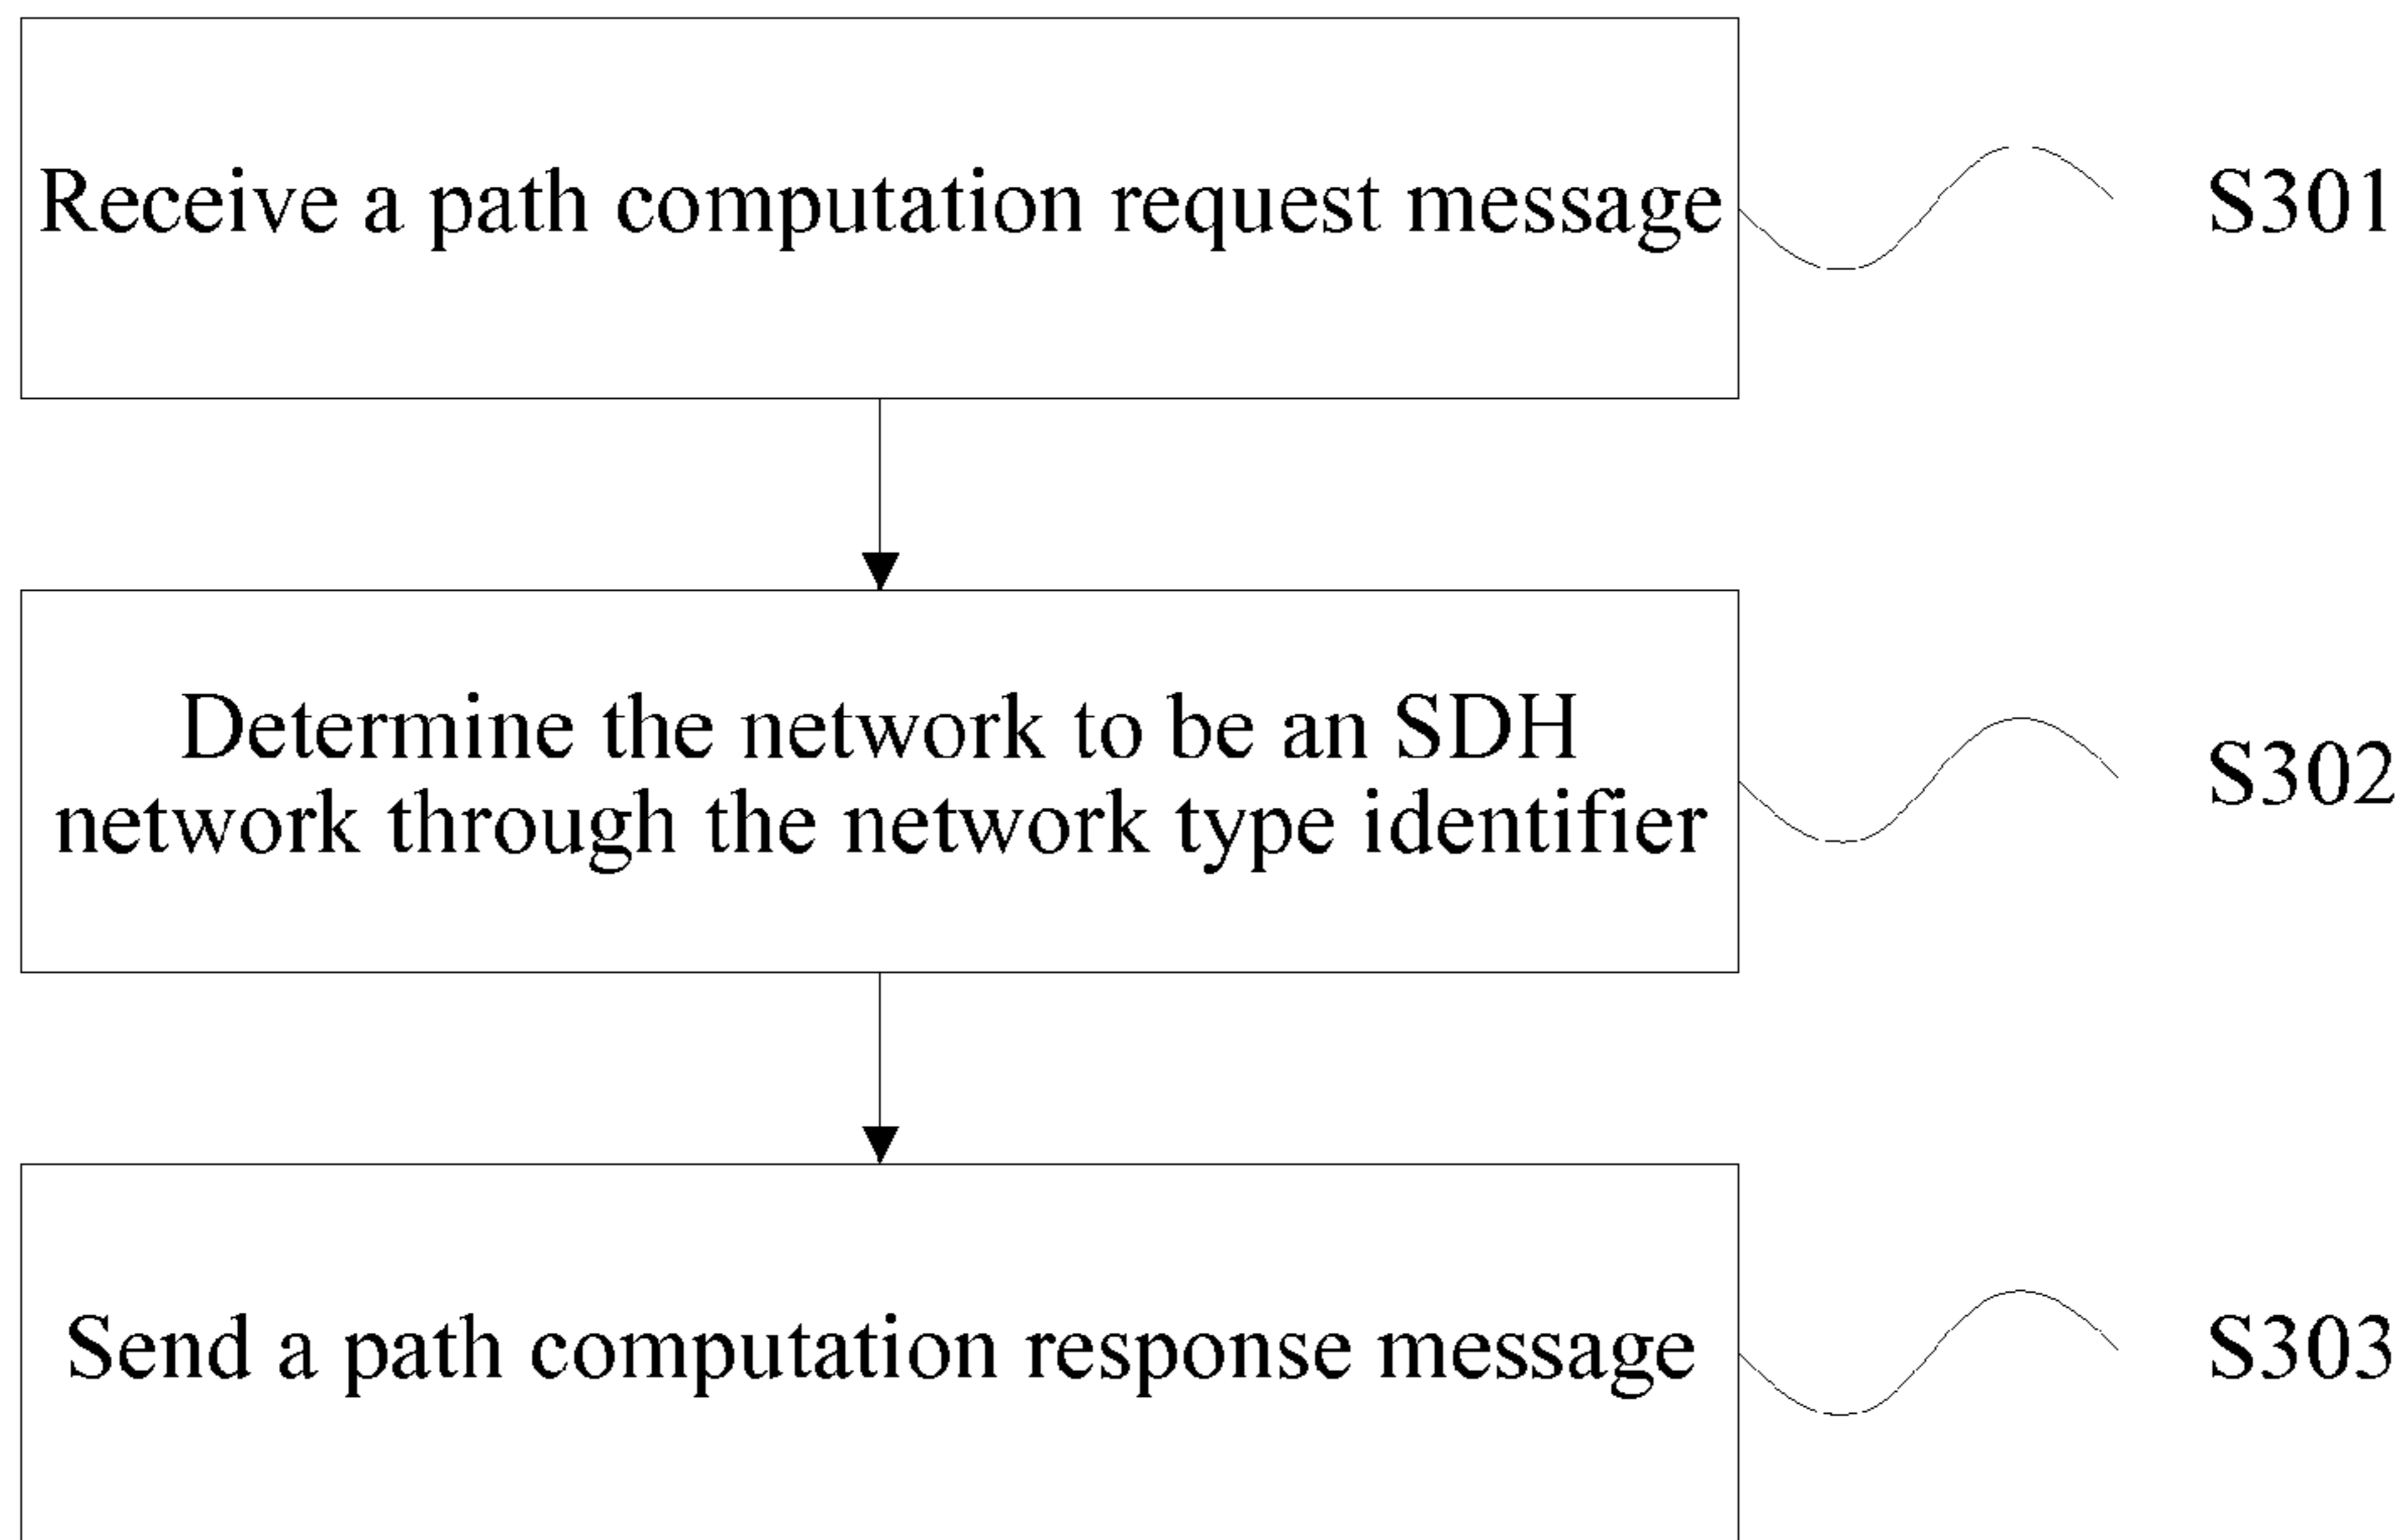 Receive a path computation request message
S301
Determine the network to be an SDH
network through the network type identifier
S302
Send a path computation response message
S303